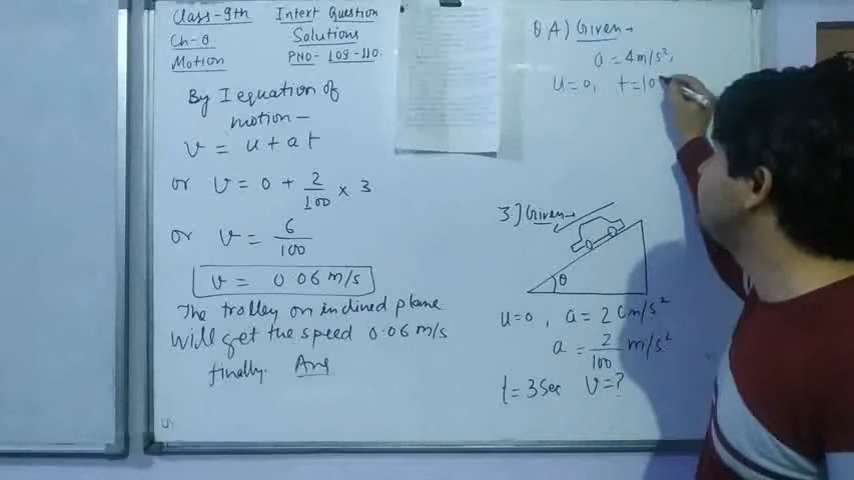 Class-9th Intext Question
Ch-8 Solutions
Motion PNO- 109-110.
By I equation of
motion—
v = u + at
or v = 0 + 2/100 × 3
or v = 6/100
v = 0.06 m/s
The trolley on inclined plane
will get the speed 0.06 m/s
finally. Ans
Q 4) Given→
a = 4m/s²,
u = 0, t = 10
3.) Given→
θ
u=0, a = 2 cm/s²
a = 2/100 m/s²
t = 3 Sec v = ?